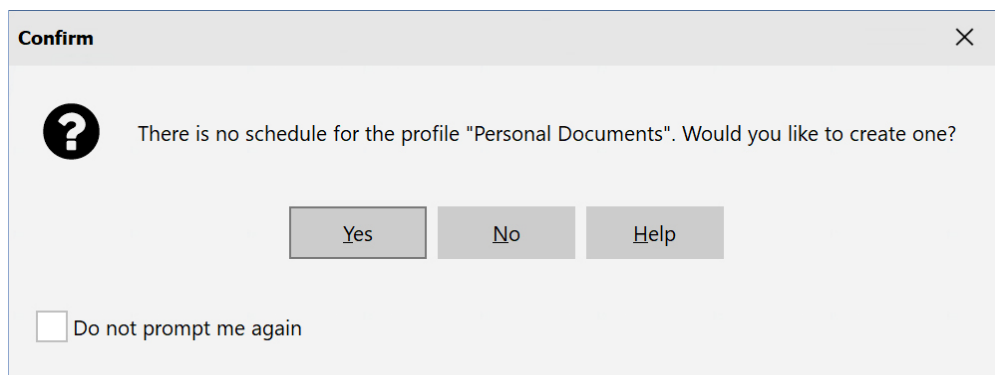 Confirm
There is no schedule for the profile "Personal Documents". Would you like to create one?
Yes No Help
Do not prompt me again